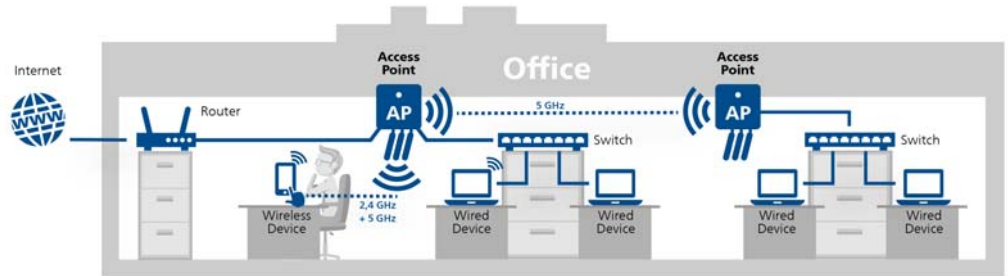 Internet
WWW
Router
Access
Point
AP
Office
5 GHz
Access
Point
AP
Switch
Switch
Wireless
Device
2,4 GHz
+ 5 GHz
Wired
Device
Wired
Device
Wired
Device
Wired
Device